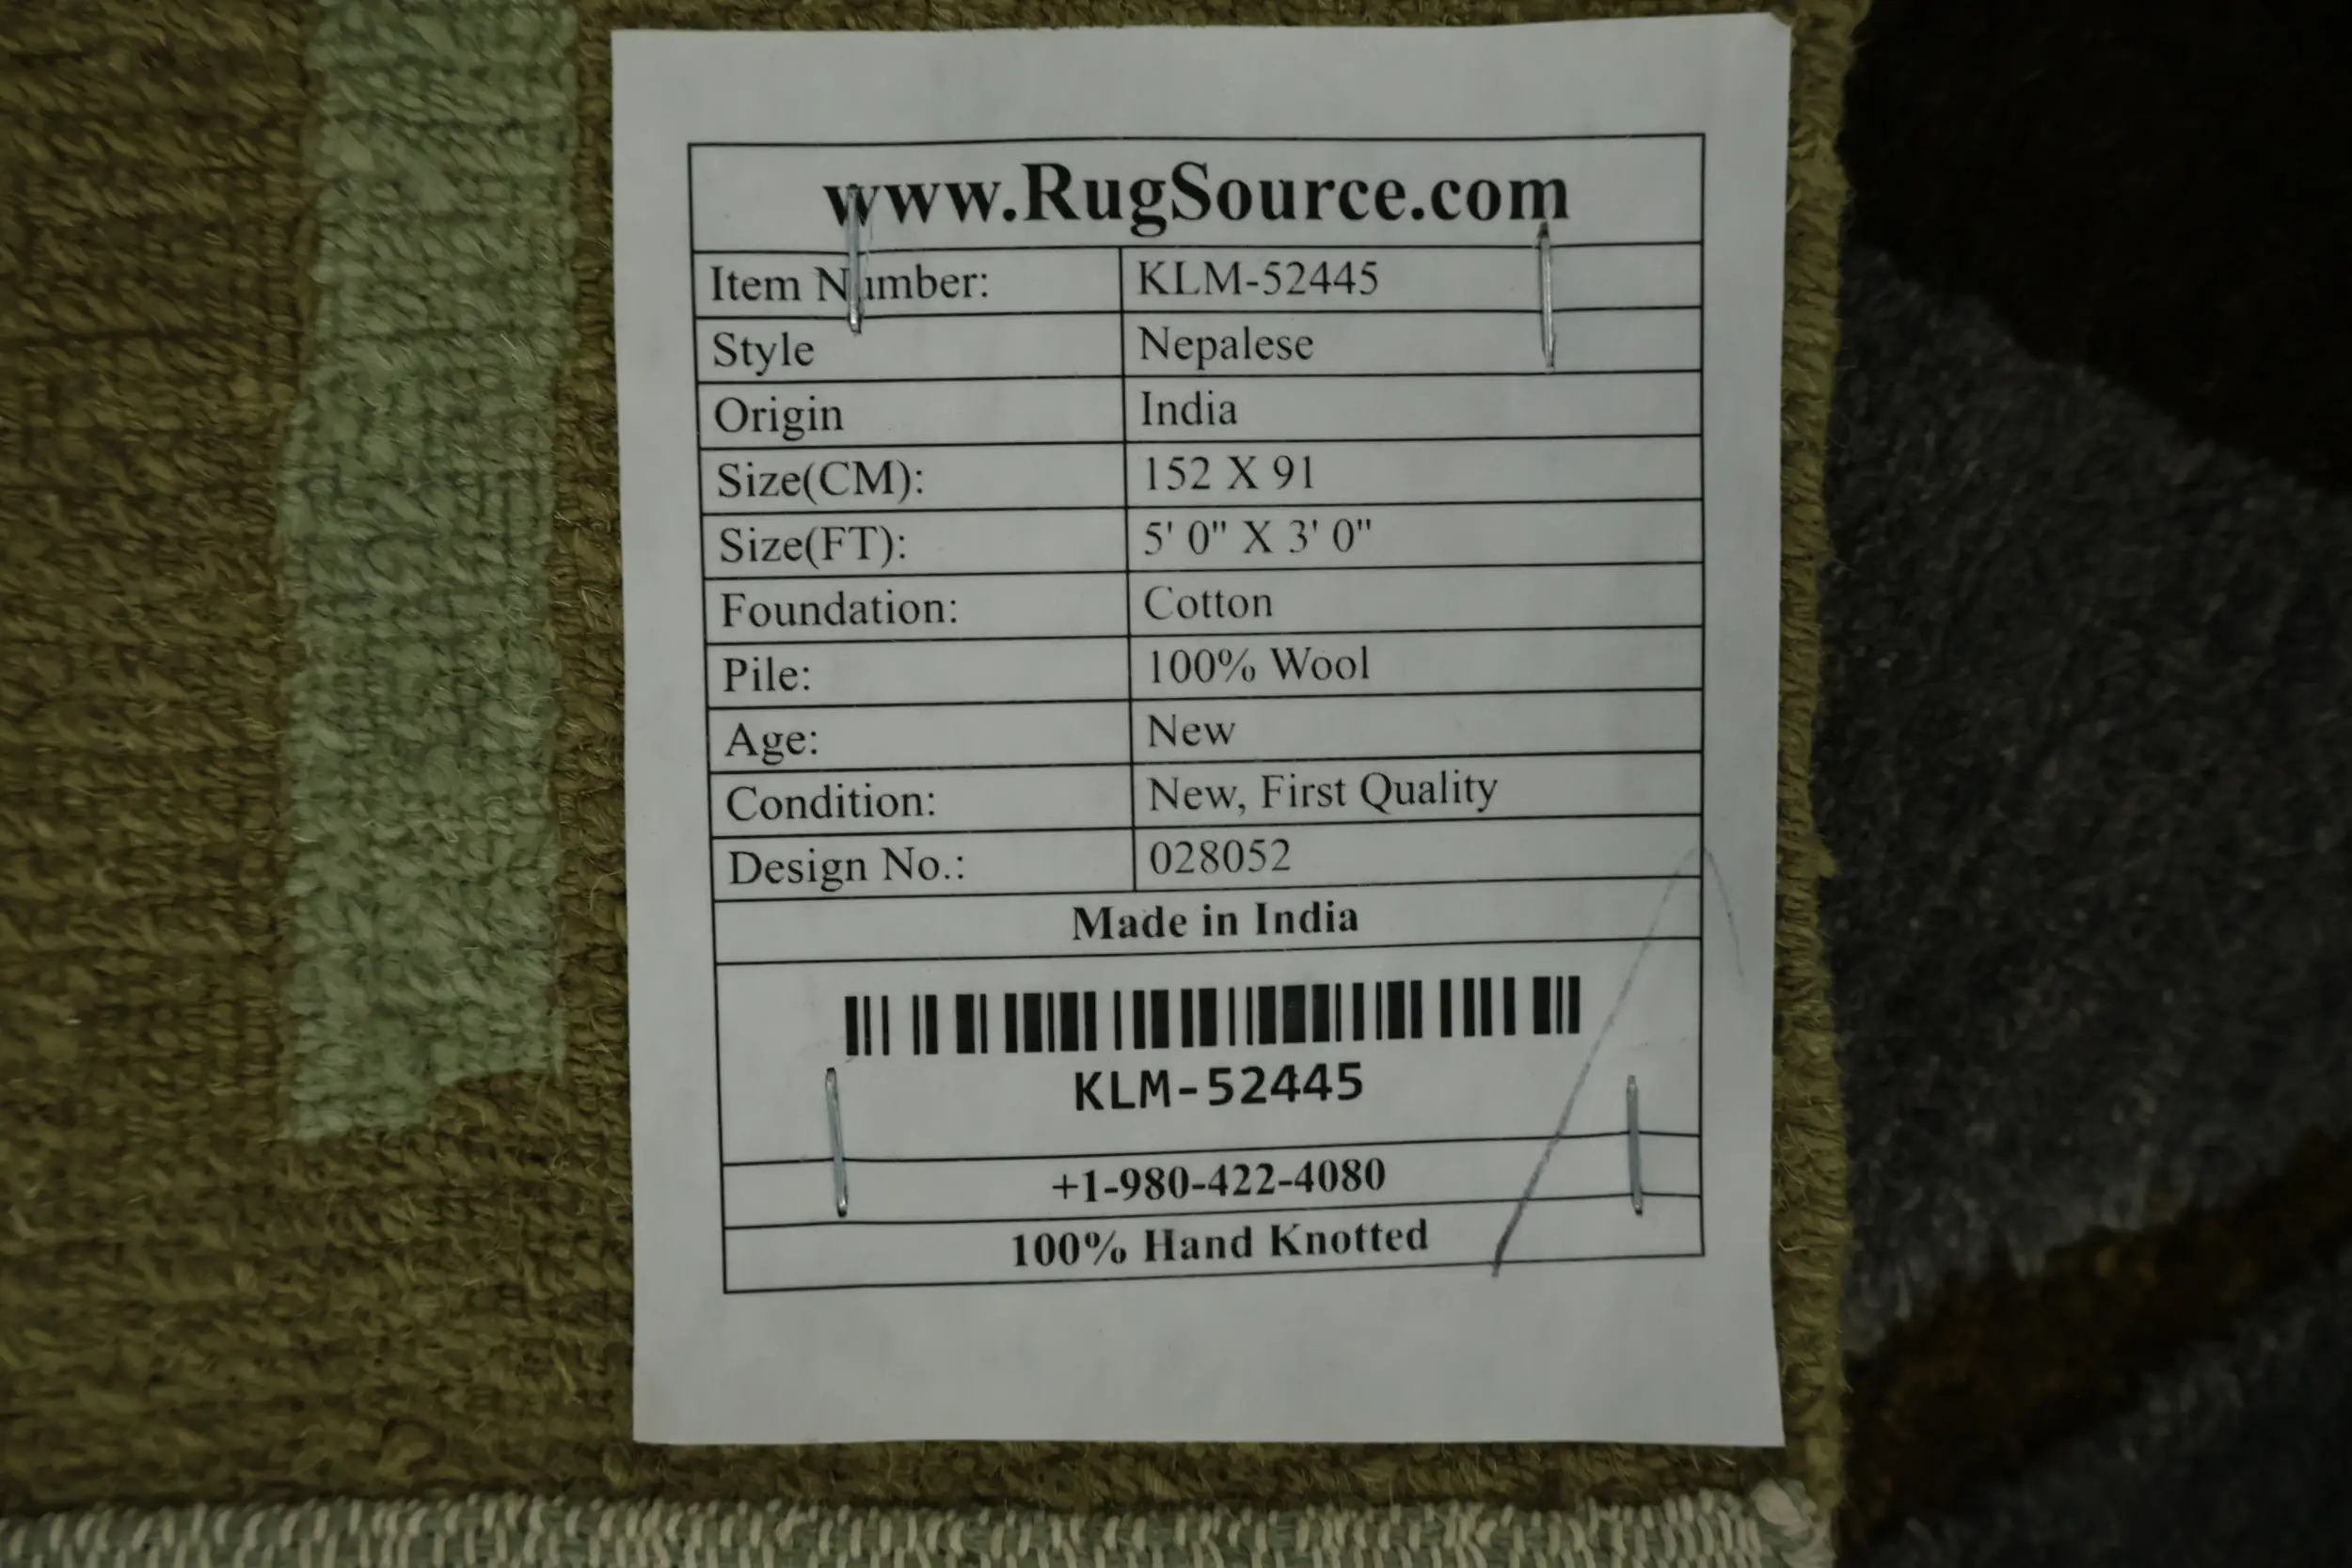 www.RugSource.com
Item Number: KLM-52445
Style Nepalese
Origin India
Size(CM): 152 X 91
Size(FT): 5' 0" X 3' 0"
Foundation: Cotton
Pile: 100% Wool
Age: New
Condition: New, First Quality
Design No.: 028052
Made in India
KLM-52445
+1-980-422-4080
100% Hand Knotted